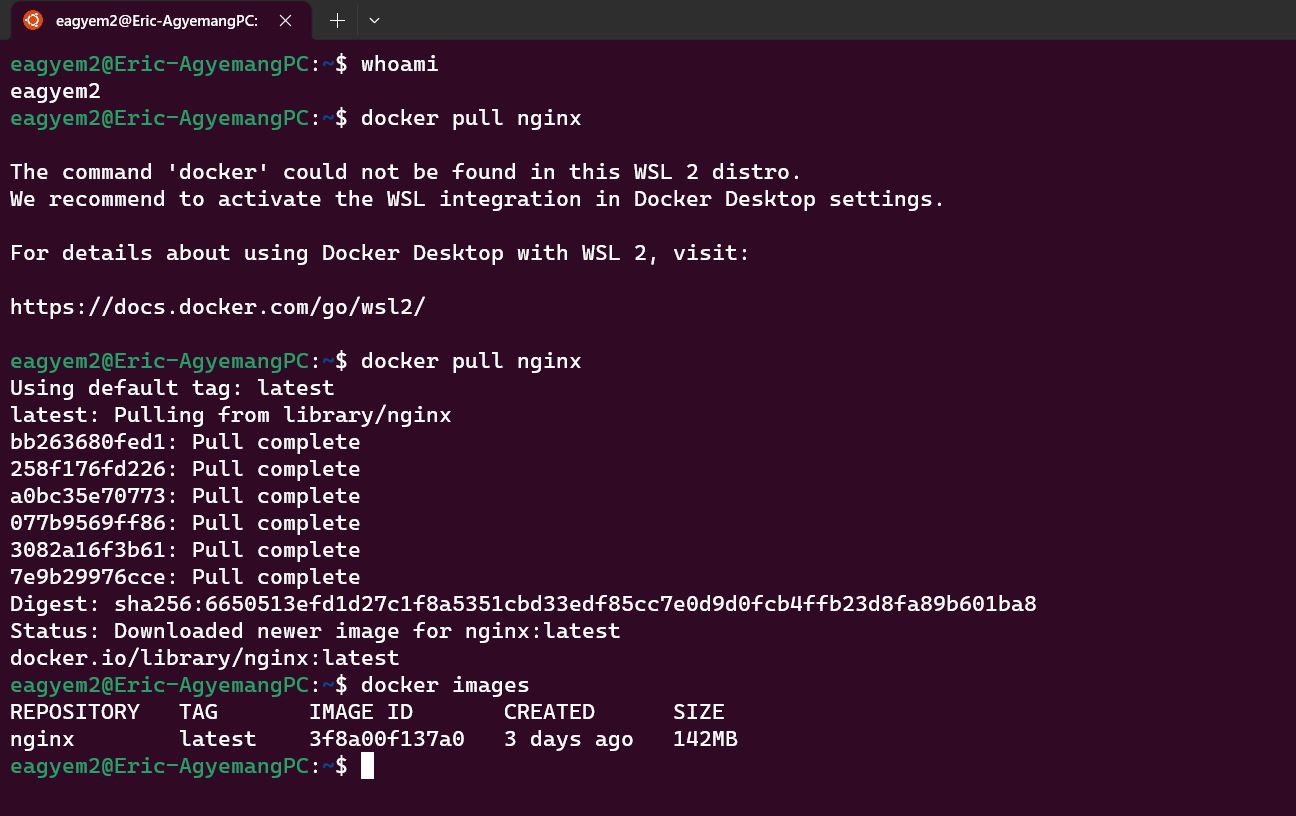 eagyem2@Eric-AgyemangPC:
eagyem2@Eric-AgyemangPC:~$ whoami
eagyem2
eagyem2@Eric-AgyemangPC:~$ docker pull nginx
The command 'docker' could not be found in this WSL 2 distro.
We recommend to activate the WSL integration in Docker Desktop settings.
For details about using Docker Desktop with WSL 2, visit:
https://docs.docker.com/go/wsl2/
eagyem2@Eric-AgyemangPC:~$ docker pull nginx
Using default tag: latest
latest: Pulling from library/nginx
bb263680fed1: Pull complete
258f176fd226: Pull complete
a0bc35e70773: Pull complete
077b9569ff86: Pull complete
3082a16f3b61: Pull complete
7e9b29976cce: Pull complete
Digest: sha256:6650513efd1d27c1f8a5351cbd33edf85cc7e0d9d0fcb4ffb23d8fa89b601ba8
Status: Downloaded newer image for nginx:latest
docker.io/library/nginx:latest
eagyem2@Eric-AgyemangPC:~$ docker images
REPOSITORY   TAG       IMAGE ID       CREATED      SIZE
nginx        latest    3f8a00f137a0   3 days ago   142MB
eagyem2@Eric-AgyemangPC:~$